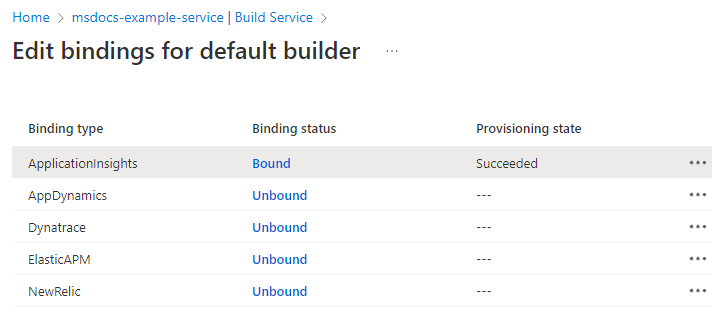 Home > msdocs-example-service | Build Service >
Edit bindings for default builder ...
Binding type Binding status Provisioning state
ApplicationInsights Bound Succeeded ...
AppDynamics Unbound --- ...
Dynatrace Unbound --- ...
ElasticAPM Unbound --- ...
NewRelic Unbound --- ...